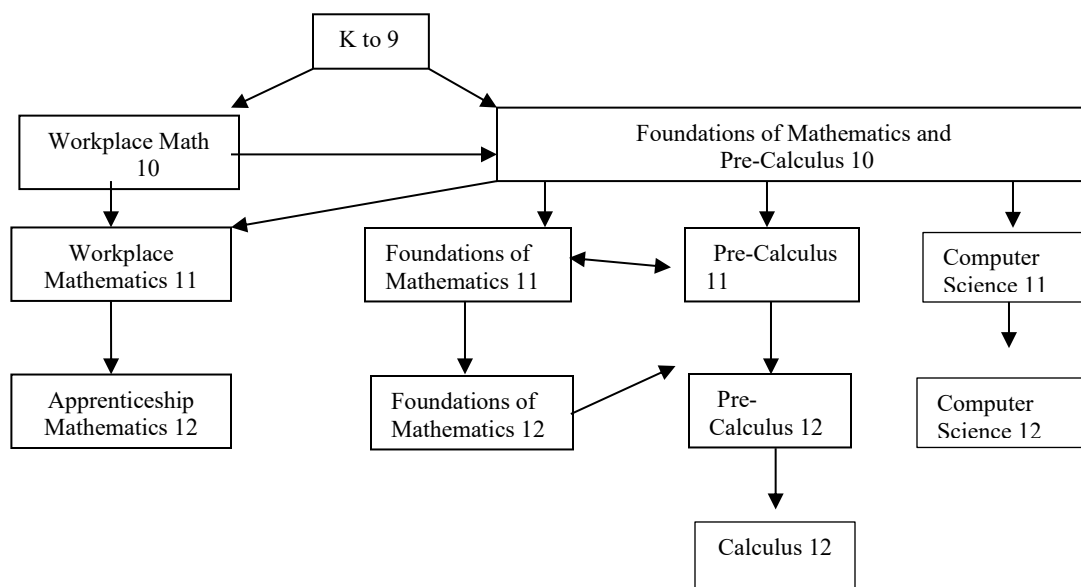 K to 9
Workplace Math
10
Foundations of Mathematics and
Pre-Calculus 10
Workplace
Mathematics 11
Foundations of
Mathematics 11
Pre-Calculus
11
Computer
Science 11
Apprenticeship
Mathematics 12
Foundations of
Mathematics 12
Pre-
Calculus 12
Computer
Science 12
Calculus 12